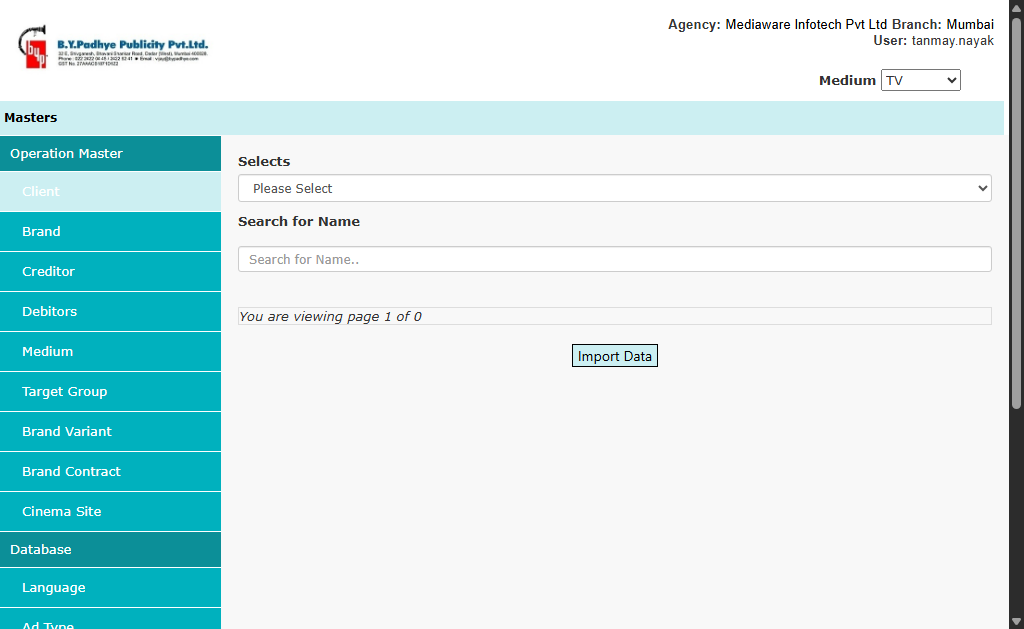 Agency: Mediaware Infotech Pvt Ltd Branch: Mumbai
User: tanmay.nayak
B.Y.Padhye Publicity Pvt.Ltd.
Medium TV
Masters
Operation Master
Client
Brand
Creditor
Debitors
Medium
Target Group
Brand Variant
Brand Contract
Cinema Site
Database
Language
Ad Type
Selects
Please Select
Search for Name
Search for Name..
You are viewing page 1 of 0
Import Data